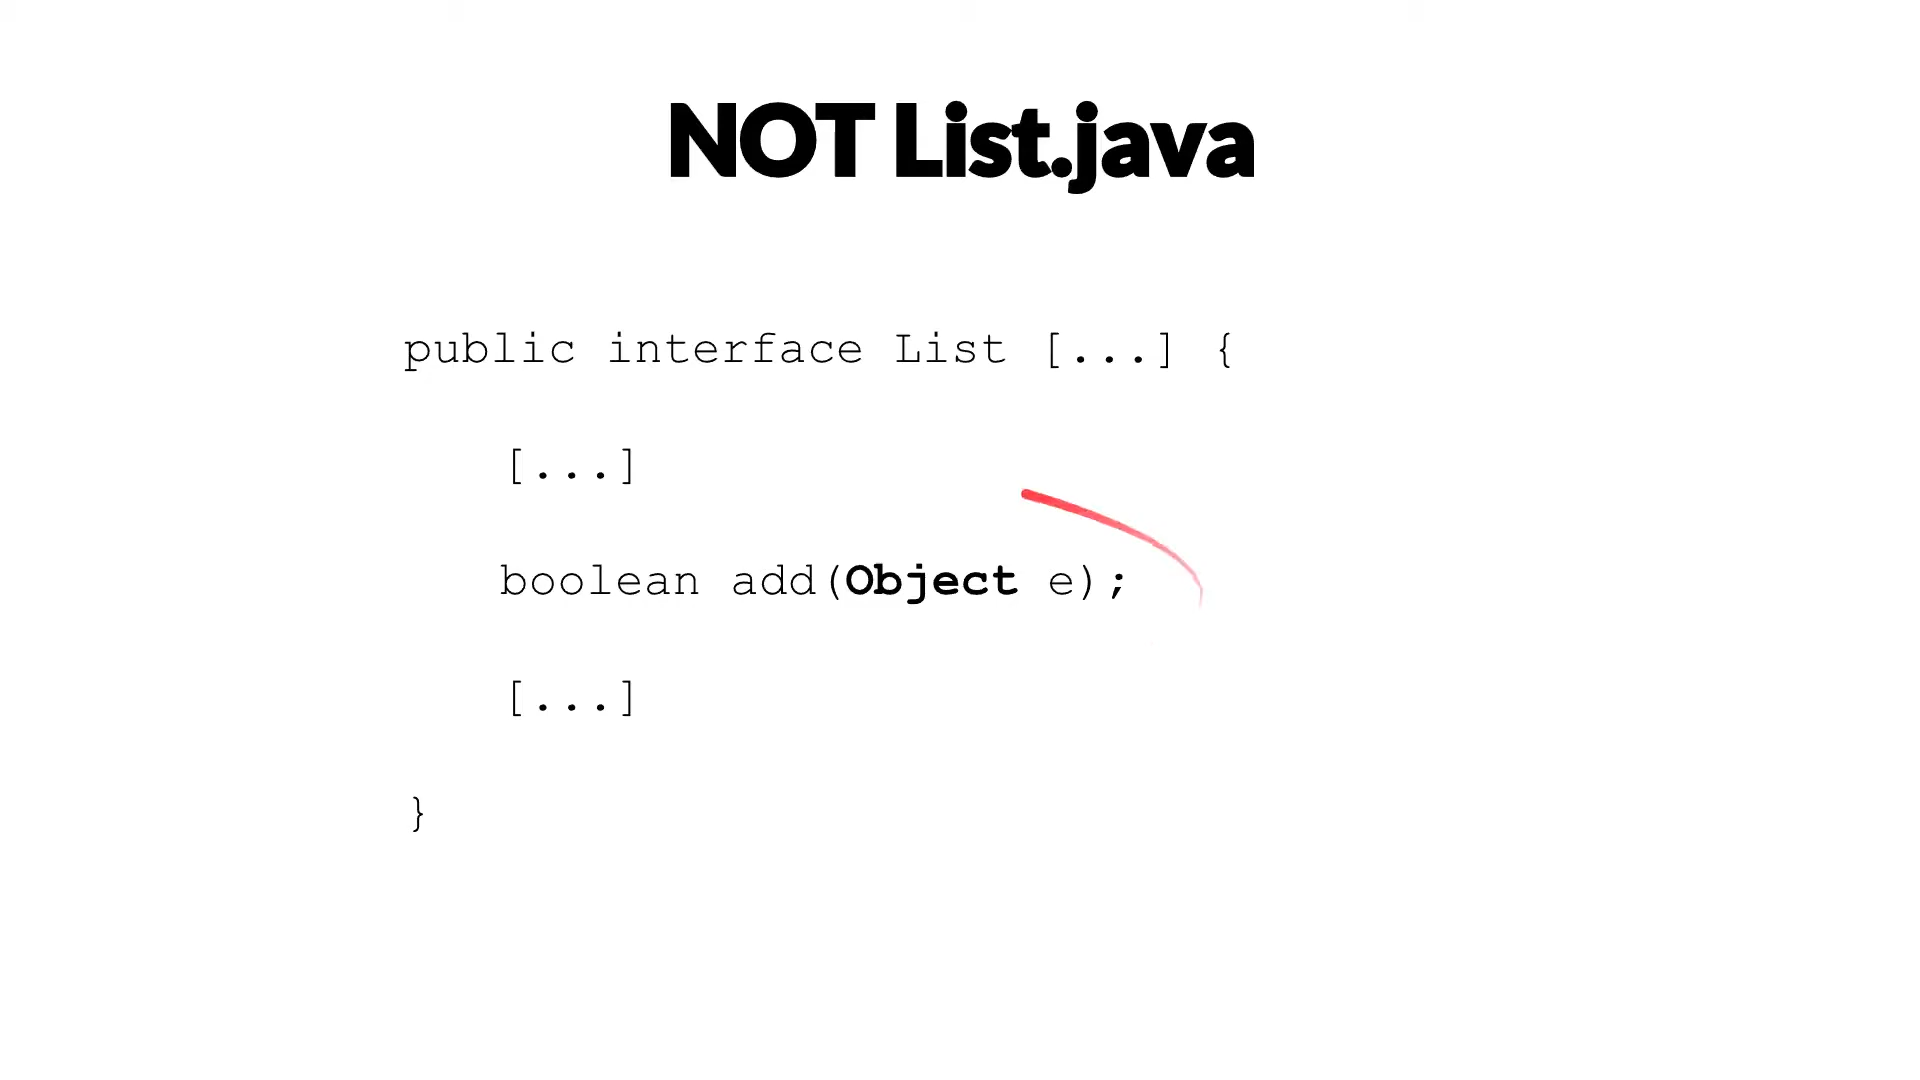 NOT List.java
public interface List [...] {
[...]
boolean add(Object e);
[...]
}